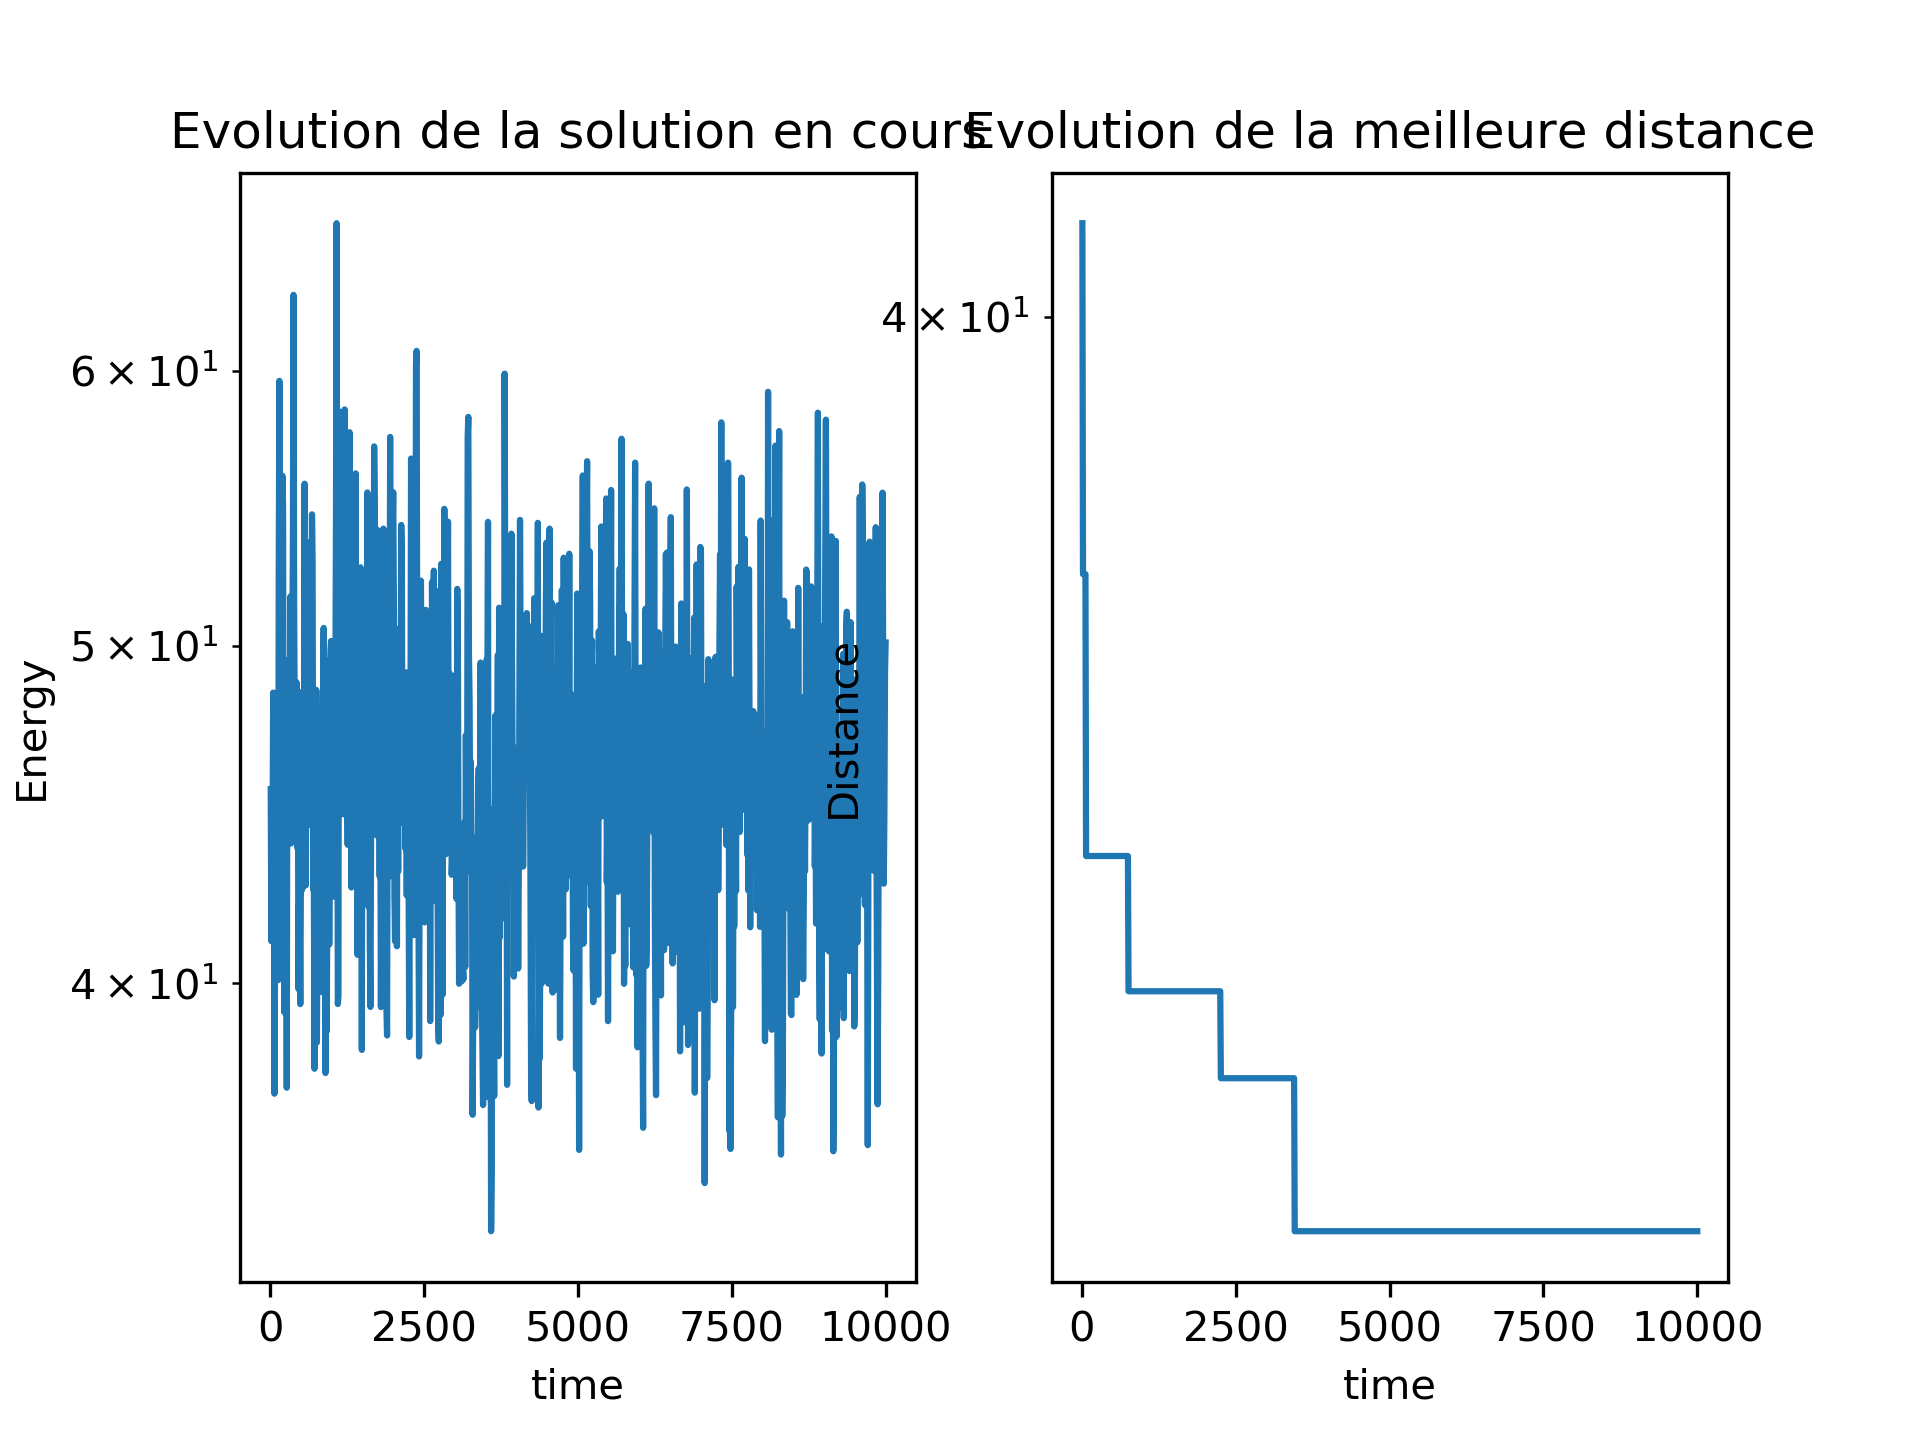 Evolution de la solution en cours
6 × 10¹
5 × 10¹
4 × 10¹
Energy
0 2500 5000 7500 10000
time
Evolution de la meilleure distance
4 × 10¹
Distance
0 2500 5000 7500 10000
time